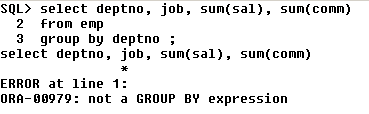 SQL> select deptno, job, sum(sal), sum(comm)
2 from emp
3 group by deptno ;
select deptno, job, sum(sal), sum(comm)
*
ERROR at line 1:
ORA-00979: not a GROUP BY expression